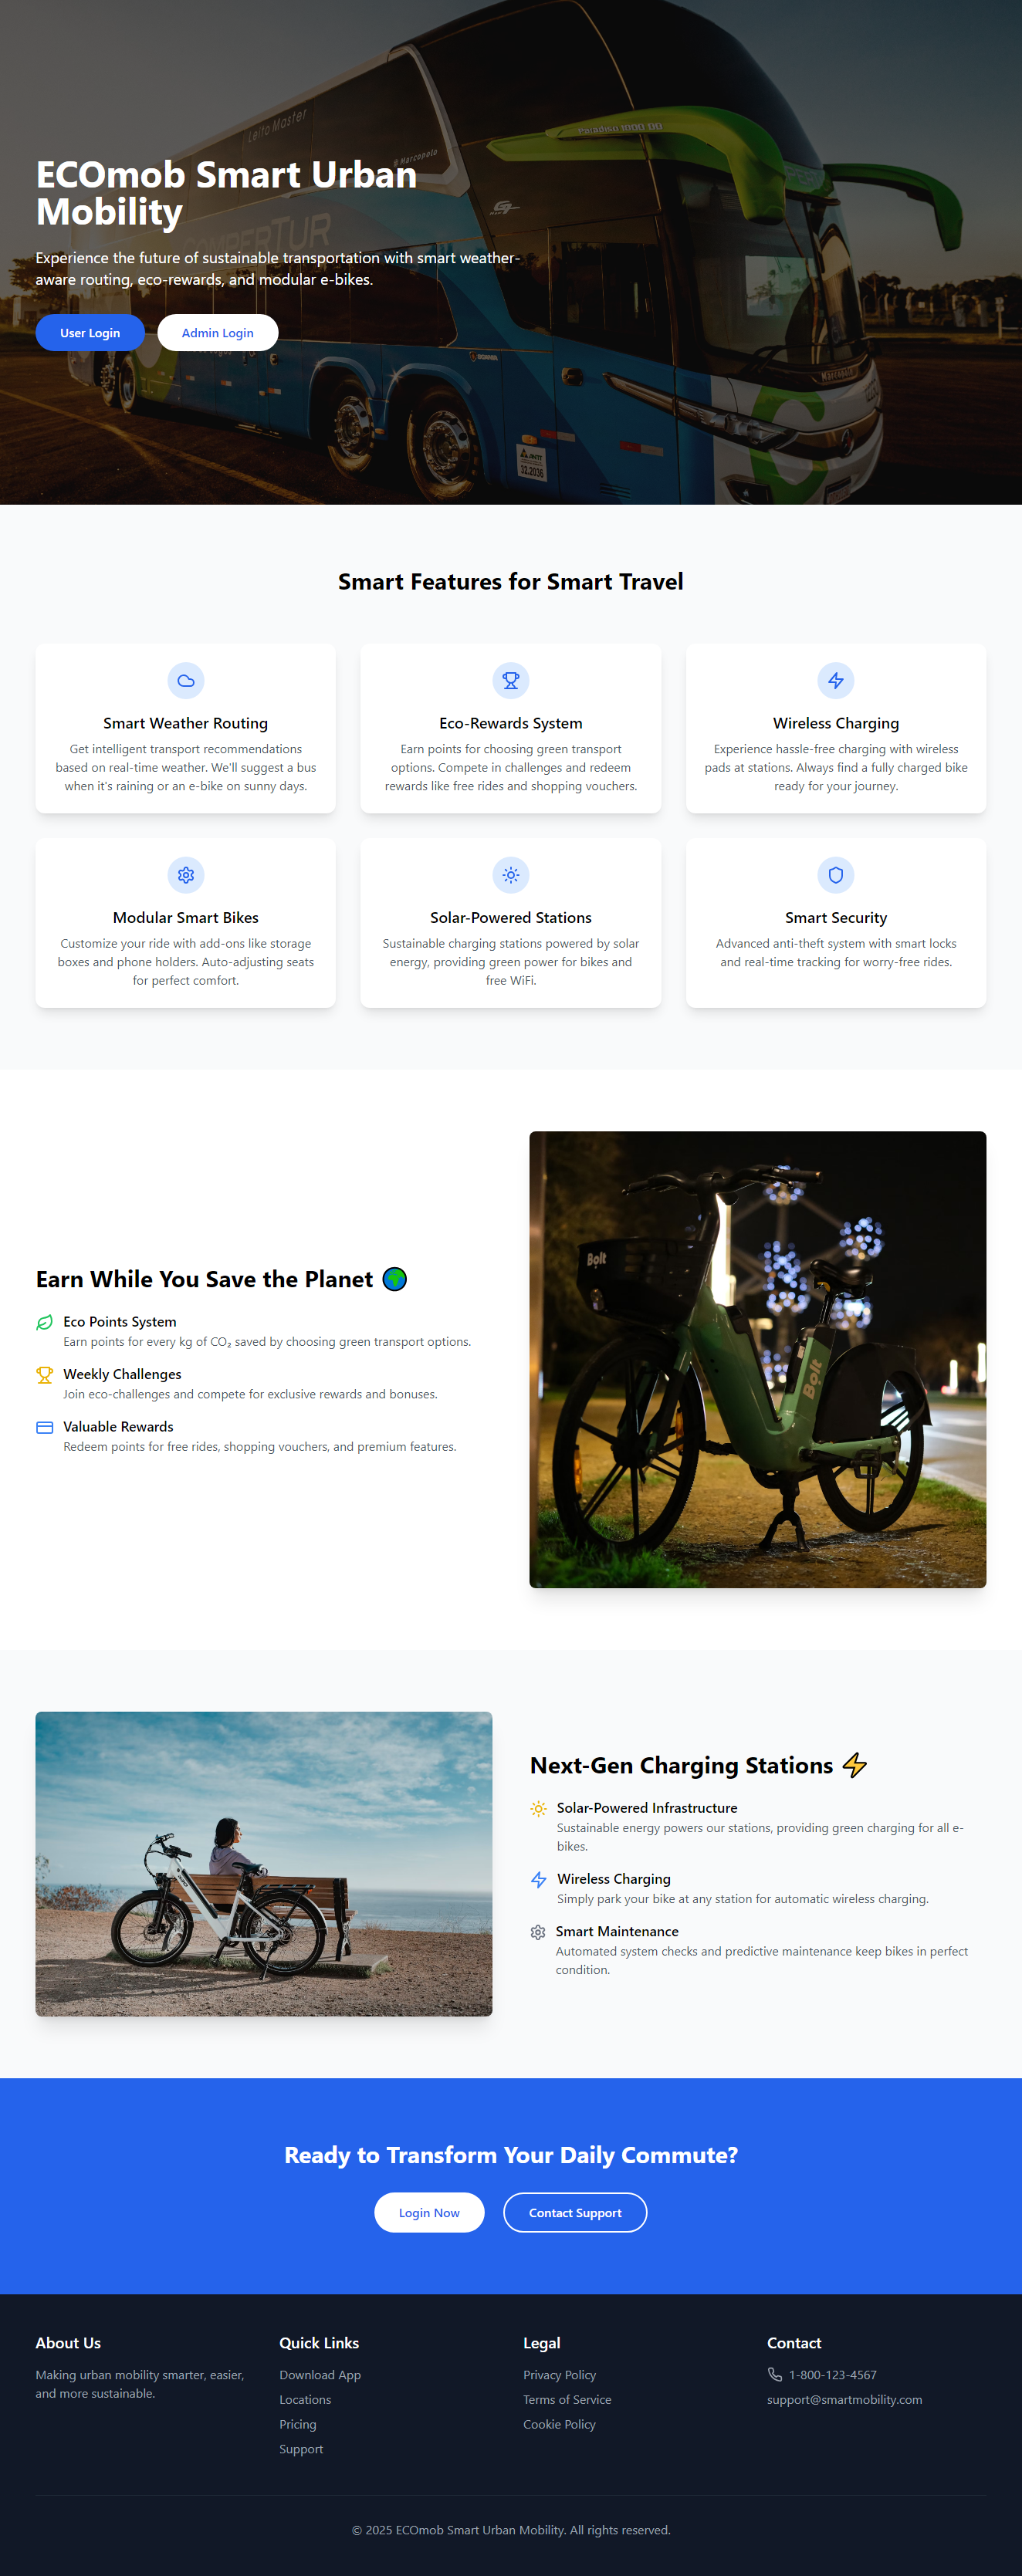 Leito Master
Paradiso 1800 DD
Marcopolo
ECOmob Smart Urban
Mobility
TUR
Experience the future of sustainable transportation with smart weather-
aware routing, eco-rewards, and modular e-bikes.
User Login
Admin Login
SCANIA
Marcopolo
32.2036
Smart Features for Smart Travel
Smart Weather Routing
Get intelligent transport recommendations
based on real-time weather. We'll suggest a bus
when it's raining or an e-bike on sunny days.
Eco-Rewards System
Earn points for choosing green transport
options. Compete in challenges and redeem
rewards like free rides and shopping vouchers.
Wireless Charging
Experience hassle-free charging with wireless
pads at stations. Always find a fully charged bike
ready for your journey.
Modular Smart Bikes
Customize your ride with add-ons like storage
boxes and phone holders. Auto-adjusting seats
for perfect comfort.
Solar-Powered Stations
Sustainable charging stations powered by solar
energy, providing green power for bikes and
free WiFi.
Smart Security
Advanced anti-theft system with smart locks
and real-time tracking for worry-free rides.
Earn While You Save the Planet
Eco Points System
Earn points for every kg of CO₂ saved by choosing green transport options.
Weekly Challenges
Join eco-challenges and compete for exclusive rewards and bonuses.
Valuable Rewards
Redeem points for free rides, shopping vouchers, and premium features.
Bolt
Bolt
Next-Gen Charging Stations ⚡
Solar-Powered Infrastructure
Sustainable energy powers our stations, providing green charging for all e-
bikes.
Wireless Charging
Simply park your bike at any station for automatic wireless charging.
Smart Maintenance
Automated system checks and predictive maintenance keep bikes in perfect
condition.
Ready to Transform Your Daily Commute?
Login Now
Contact Support
About Us
Making urban mobility smarter, easier,
and more sustainable.
Quick Links
Download App
Locations
Pricing
Support
Legal
Privacy Policy
Terms of Service
Cookie Policy
Contact
1-800-123-4567
support@smartmobility.com
© 2025 ECOmob Smart Urban Mobility. All rights reserved.